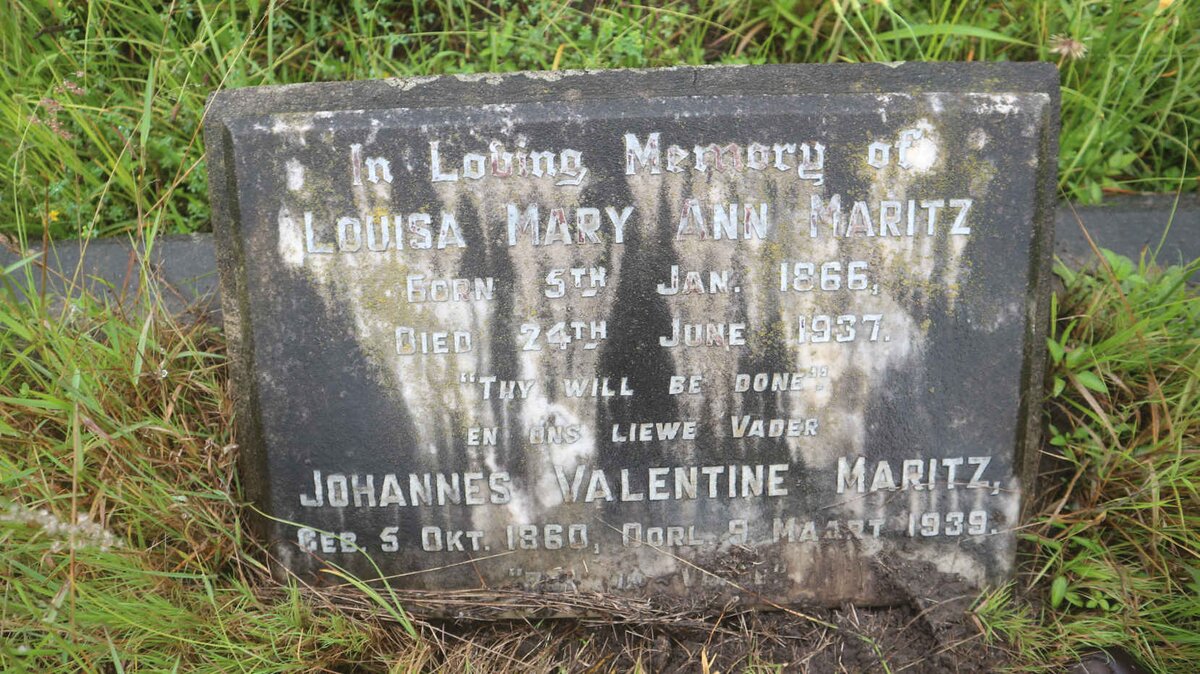 In Loving Memory of
LOUISA MARY ANN MARITZ
BORN 5TH JAN. 1866,
DIED 24TH JUNE 1937.
"THY WILL BE DONE".
EN ONS LIEWE VADER
JOHANNES VALENTINE MARITZ,
GEB. 5 OKT. 1860, OORL. 9 MAART 1939.